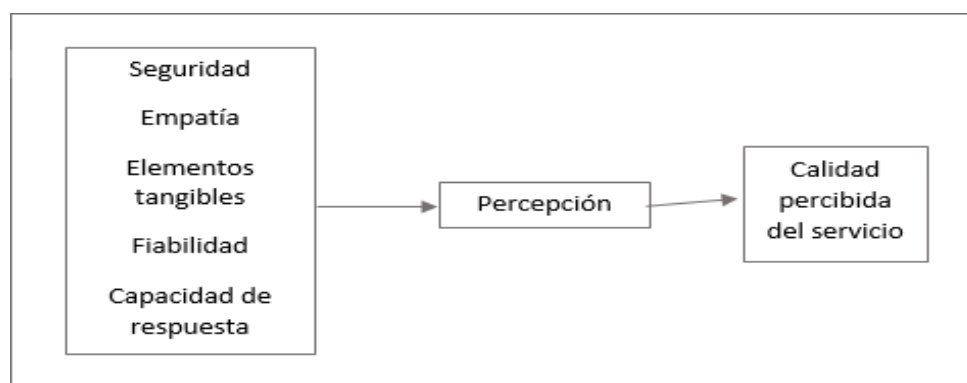 Seguridad
Empatía
Elementos
tangibles
Fiabilidad
Capacidad de
respuesta
Percepción
Calidad
percibida
del servicio